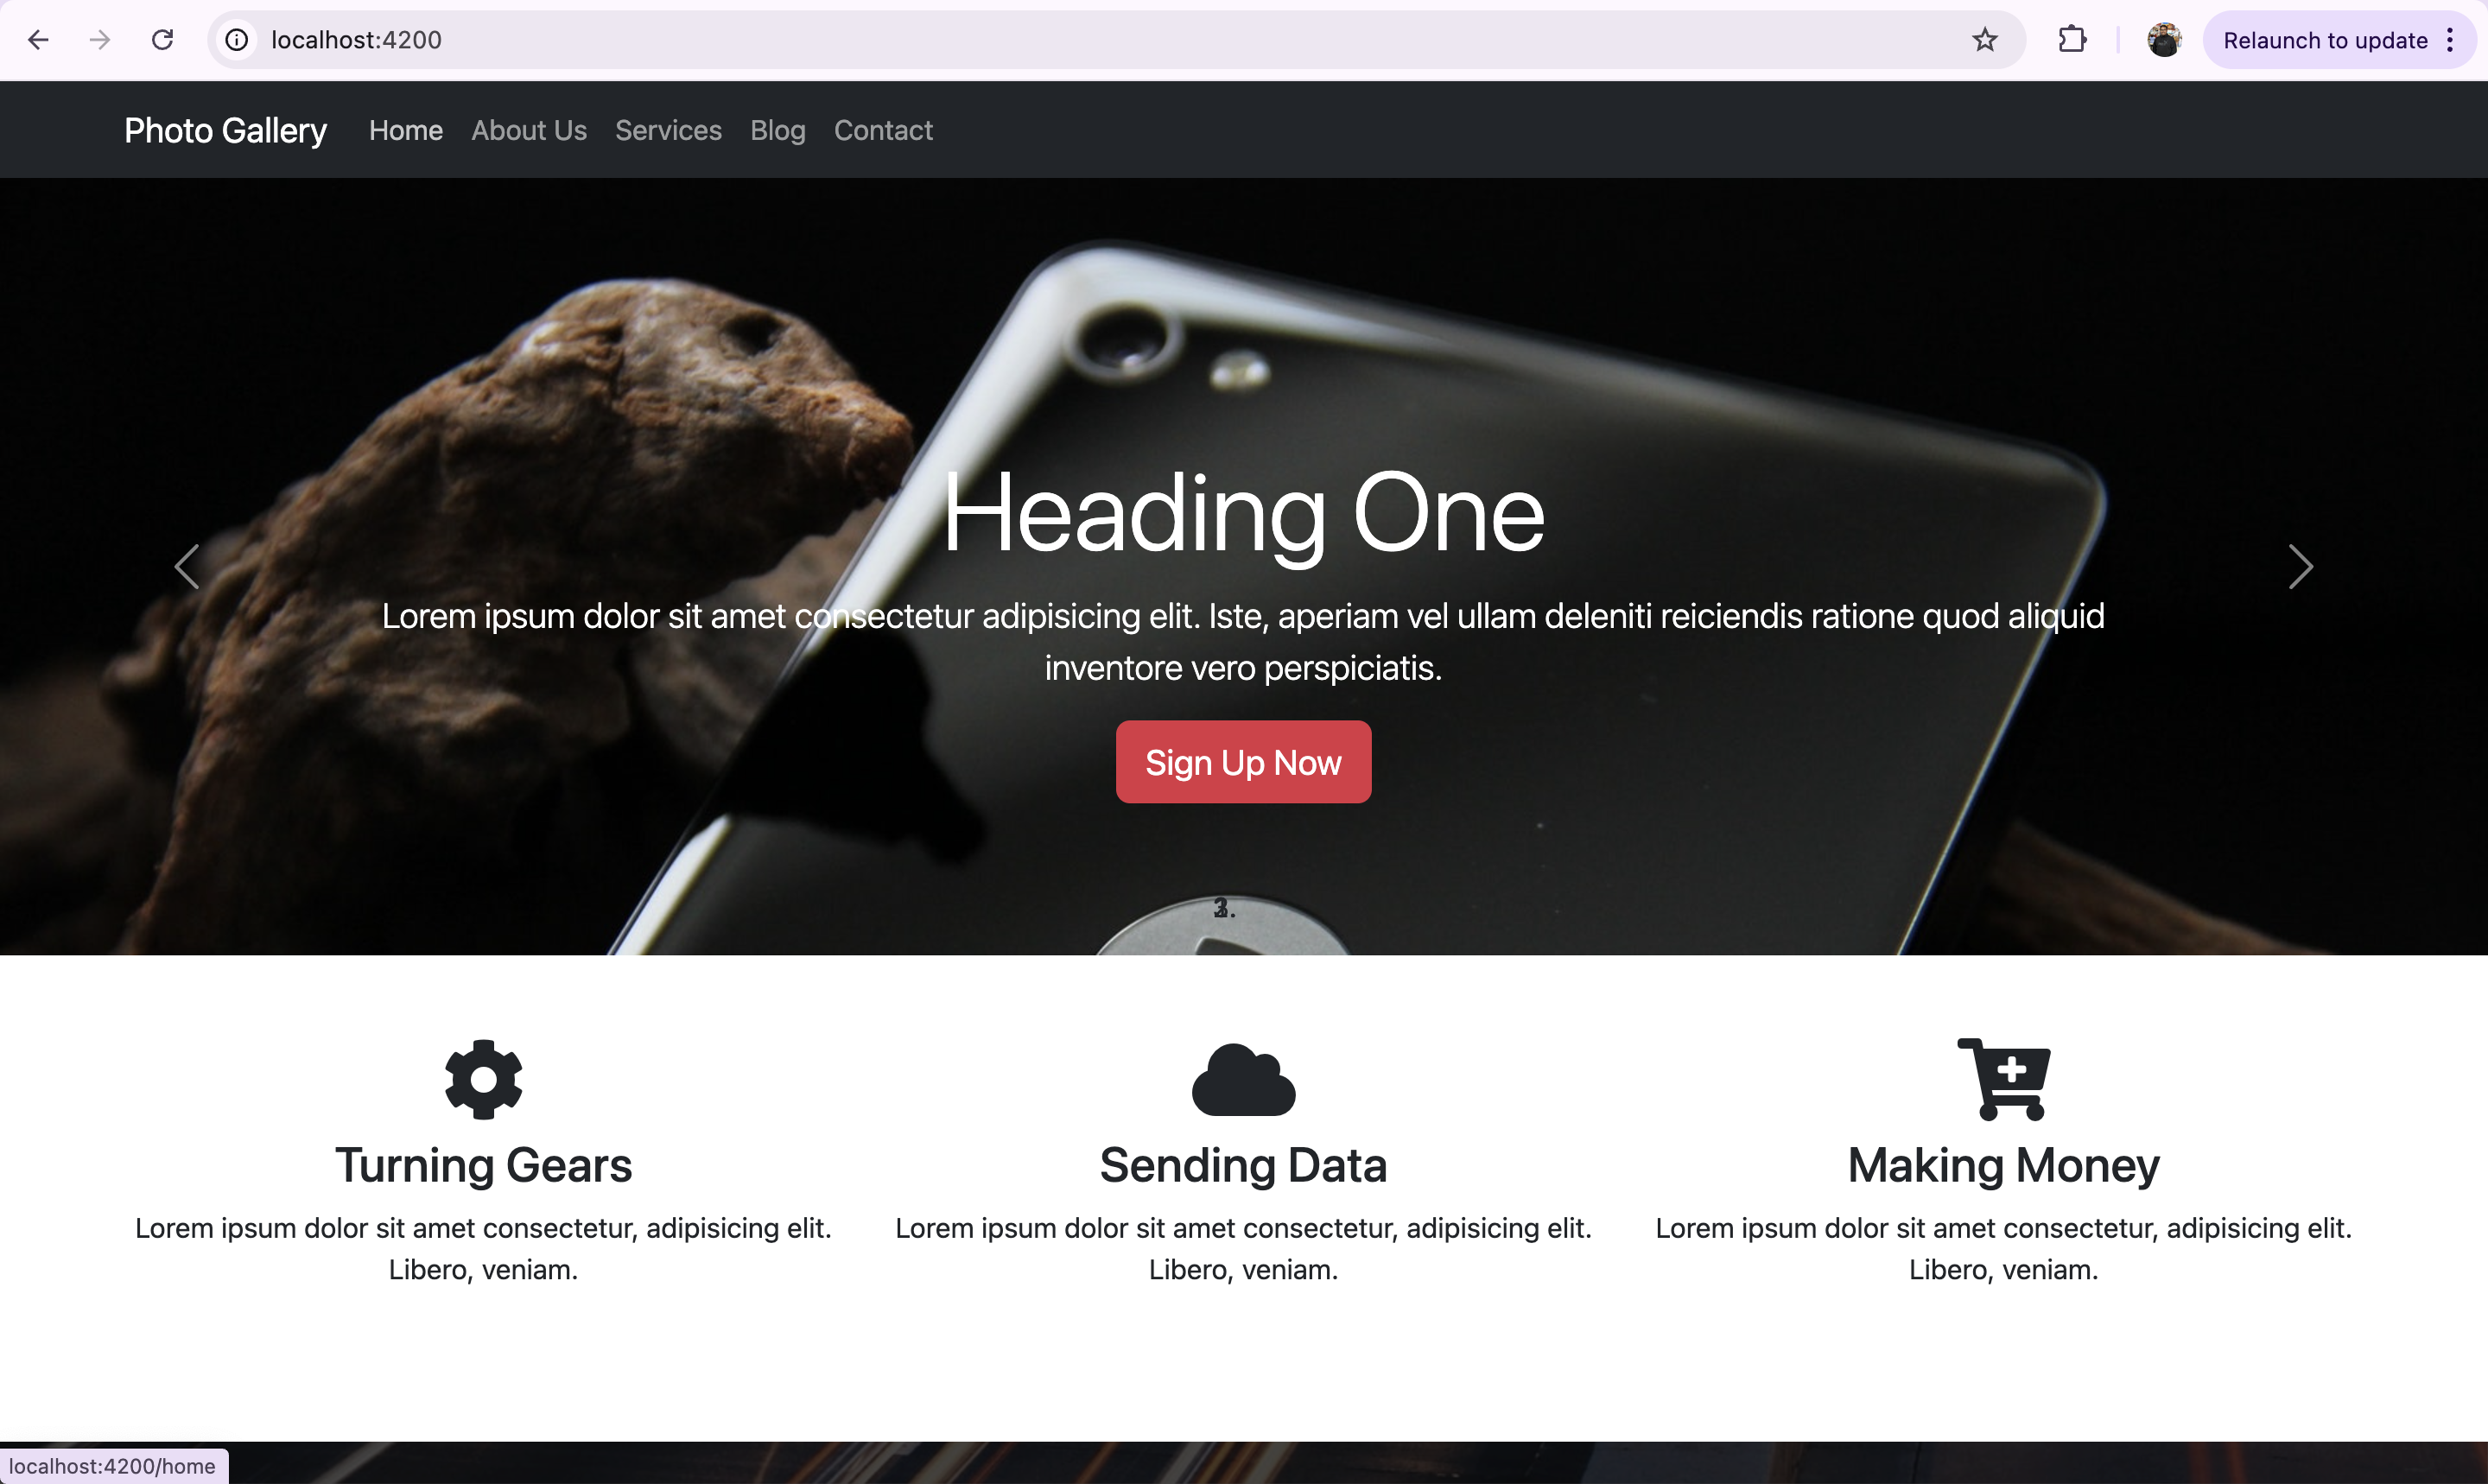 localhost:4200
Relaunch to update
Photo Gallery Home About Us Services Blog Contact
Heading One
Lorem ipsum dolor sit amet consectetur adipisicing elit. Iste, aperiam vel ullam deleniti reiciendis ratione quod aliquid
inventore vero perspiciatis.
Sign Up Now
Turning Gears
Lorem ipsum dolor sit amet consectetur, adipisicing elit.
Libero, veniam.
Sending Data
Lorem ipsum dolor sit amet consectetur, adipisicing elit.
Libero, veniam.
Making Money
Lorem ipsum dolor sit amet consectetur, adipisicing elit.
Libero, veniam.
localhost:4200/home